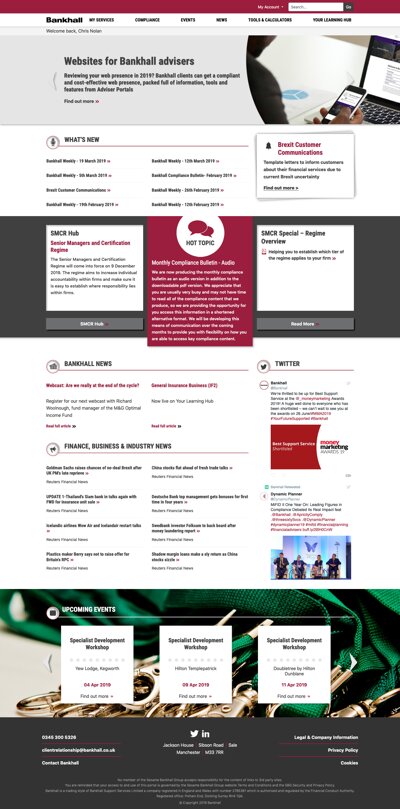 My Account
Search...
Go
Bankhall
MY SERVICES
COMPLIANCE
EVENTS
NEWS
TOOLS & CALCULATORS
YOUR LEARNING HUB
Welcome back, Chris Nolan
Websites for Bankhall advisers
Reviewing your web presence in 2019? Bankhall clients can get a compliant
and cost-effective web presence, packed full of information, tools and
features from Adviser Portals
Find out more »
WHAT'S NEW
Bankhall Weekly - 19 March 2019 »
Bankhall Weekly - 12th March 2019 »
Bankhall Weekly - 5th March 2019 »
Bankhall Compliance Bulletin- February 2019 »
Brexit Customer Communications »
Bankhall Weekly - 26th February 2019 »
Bankhall Weekly - 19th February 2019 »
Bankhall Weekly - 12th February 2019 »
Brexit Customer
Communications
Template letters to inform customers
about their financial services due to
current Brexit uncertainty
Find out more »
SMCR Hub
Senior Managers and Certification
Regime
The Senior Managers and Certification
Regime will come into force on 9 December
2019. The regime aims to increase individual
accountability within firms and make sure it
is easy to establish where responsibility lies
within firms.
SMCR Hub
HOT TOPIC
Monthly Compliance Bulletin - Audio
We are now producing the monthly compliance
bulletin as an audio version in addition to the
downloadable pdf version. We appreciate that
you are usually very busy and may not have time
to read all of the compliance content that we
produce, so we are providing the opportunity for
you access this information in a shortened
alternative format. We will be developing this
means of communication over the coming
months to provide you with flexibility on how you
are able to access key compliance content.
SMCR Special – Regime
Overview
Helping you to establish which tier of
the regime applies to your firm »
Read More
BANKHALL NEWS
Webcast: Are we really at the end of the cycle?
Register for our next webcast with Richard
Woolnough, fund manager of the M&G Optimal
Income Fund
Read full article »
General Insurance Business (IF2)
Now live on Your Learning Hub
Read full article »
TWITTER
Bankhall
@Bankhall
We're thrilled to be up for Best Support
Service at the @_moneymarketing Awards
2019! A huge well done to everyone who has
been shortlisted – we can't wait to see you at
the awards on 26 June!#MMA2019
#YourFutureSupported #Bankhall
Best Support Service
Shortlisted
money
marketing
AWARDS 19
FINANCE, BUSINESS & INDUSTRY NEWS
Goldman Sachs raises chances of no-deal Brexit after
UK PM's late reprieve »
Reuters Financial News
China stocks flat ahead of fresh trade talks »
Reuters Financial News
UPDATE 1-Thailand's Siam Bank in talks again with
FWD for insurance unit sale »
Reuters Financial News
Deutsche Bank top management gets bonuses for
first time in four years »
Reuters Financial News
Icelandic airlines Wow Air and Icelandair restart talks
»
Reuters Financial News
Swedbank investor Folksam to back board after
money laundering report »
Reuters Financial News
Plastics maker Berry says not to raise offer for
Britain's RPC »
Reuters Financial News
Shadow margin loans make a sly return as China
stocks sizzle »
Reuters Financial News
Bankhall Retweeted
Dynamic Planner
@DynamicPlanner
MiFID II One Year On: Leading Figures in
Compliance Debated its Real Impact feat
UPCOMING EVENTS
Specialist Development
Workshop
Yew Lodge, Kegworth
04 Apr 2019
Find out more »
Specialist Development
Workshop
Hilton Templepatrick
09 Apr 2019
Find out more »
Specialist Development
Workshop
Doubletree by Hilton
Dunblane
11 Apr 2019
Find out more »
0345 300 5326
clientrelationship@bankhall.co.uk
Contact Bankhall
Jackson House Sibson Road Sale
Manchester M33 7RR
Legal & Company Information
Privacy Policy
Cookies
No member of the Sesame Bankhall Group accepts responsibility for the content of links to 3rd party sites.
© Copyright 2019 Bankhall